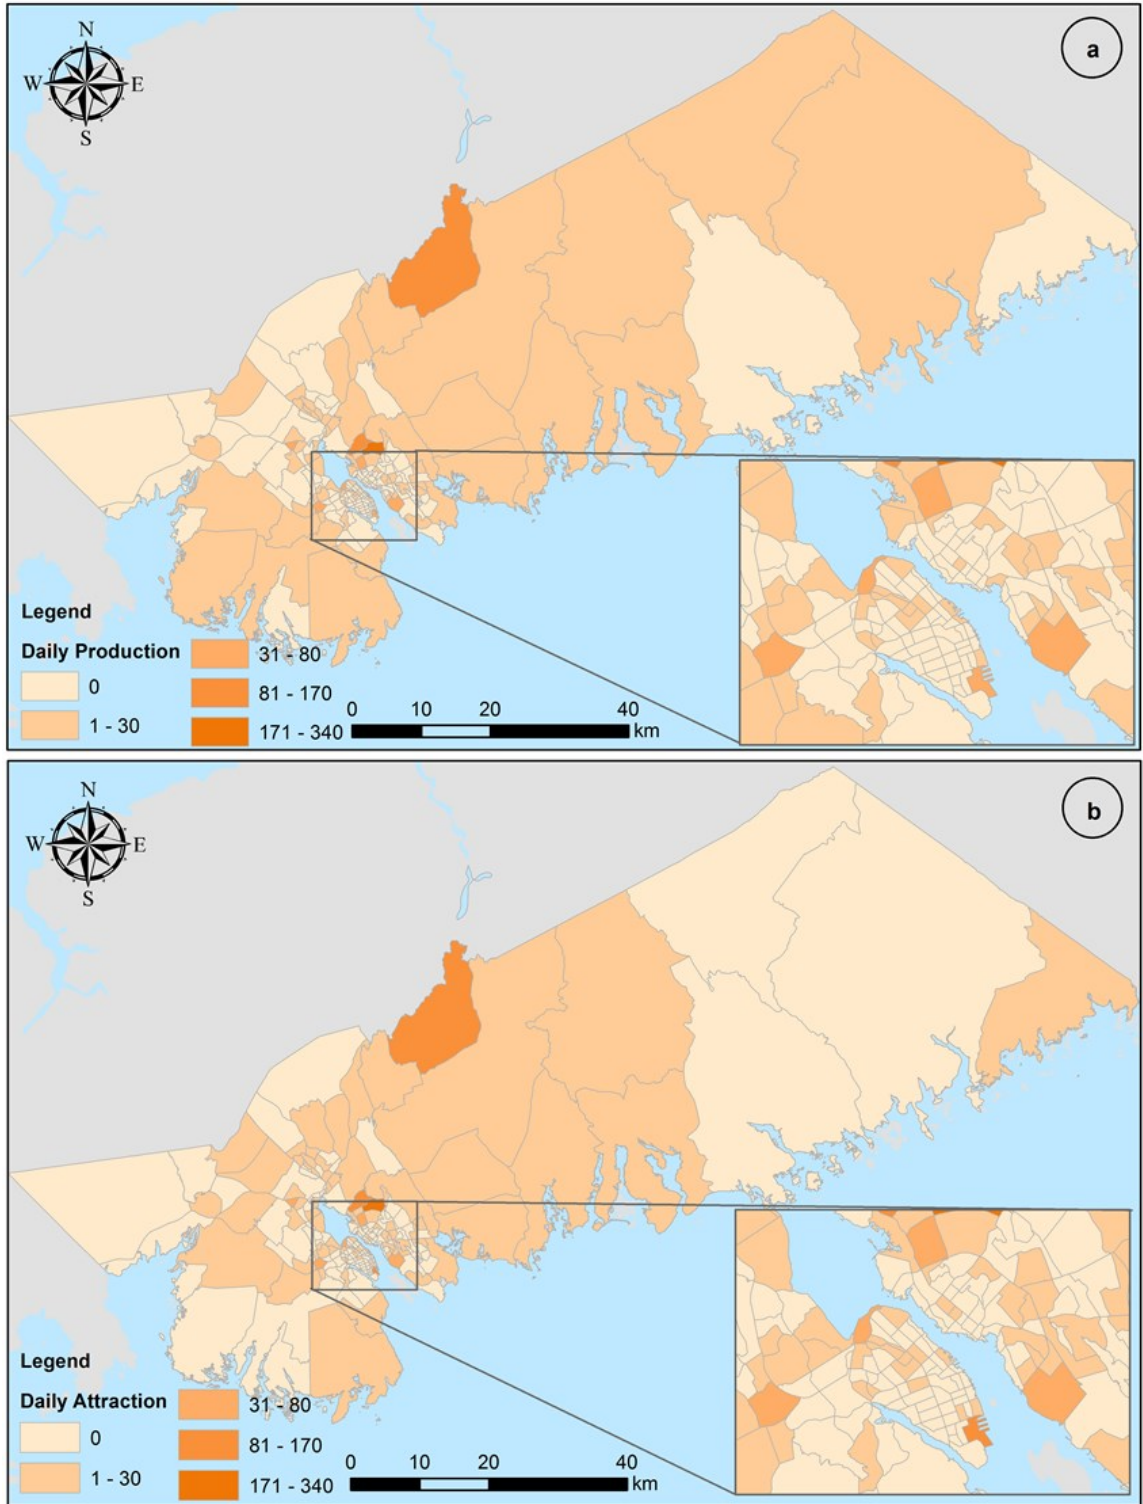 N
W E
S
a
Legend
Daily Production
0
1 - 30
31 - 80
81 - 170
171 - 340
0 10 20 40
km
N
W E
S
b
Legend
Daily Attraction
0
1 - 30
31 - 80
81 - 170
171 - 340
0 10 20 40
km